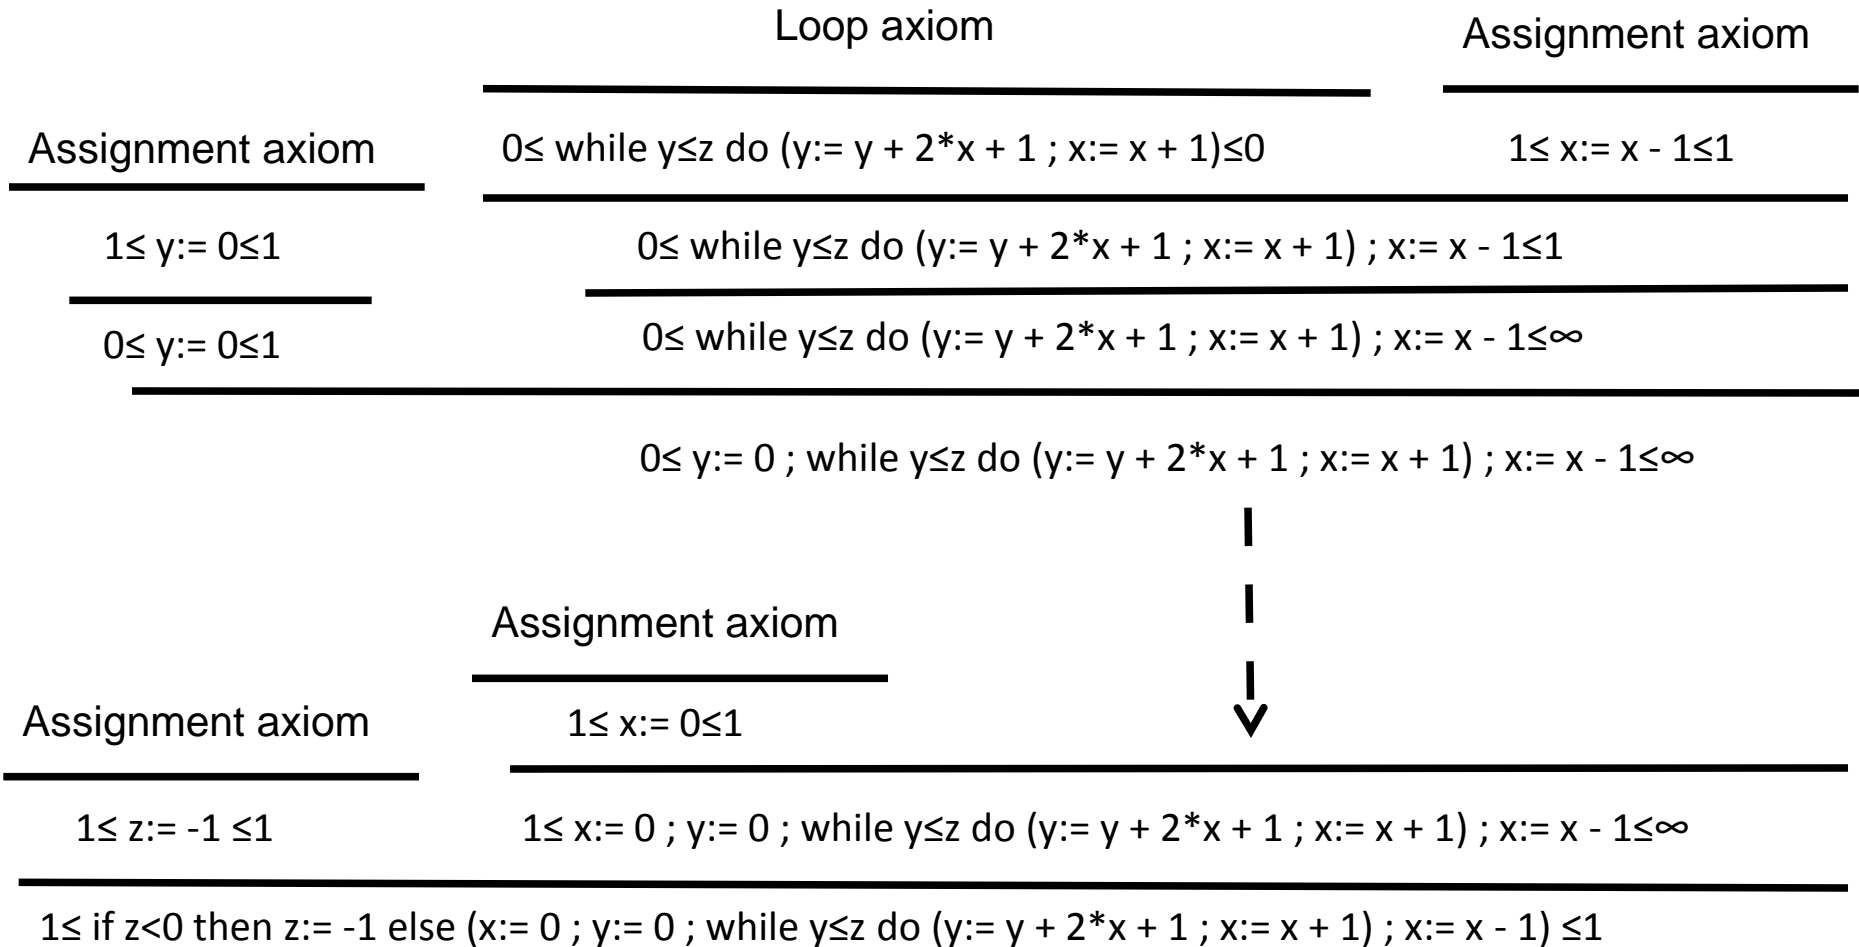 Loop axiom
Assignment axiom
Assignment axiom
0≤ while y≤z do (y:= y + 2*x + 1 ; x:= x + 1)≤0
1≤ x:= x - 1≤1
1≤ y:= 0≤1
0≤ while y≤z do (y:= y + 2*x + 1 ; x:= x + 1) ; x:= x - 1≤1
0≤ y:= 0≤1
0≤ while y≤z do (y:= y + 2*x + 1 ; x:= x + 1) ; x:= x - 1≤∞
0≤ y:= 0 ; while y≤z do (y:= y + 2*x + 1 ; x:= x + 1) ; x:= x - 1≤∞
Assignment axiom
Assignment axiom
1≤ x:= 0≤1
1≤ z:= -1 ≤1
1≤ x:= 0 ; y:= 0 ; while y≤z do (y:= y + 2*x + 1 ; x:= x + 1) ; x:= x - 1≤∞
1≤ if z<0 then z:= -1 else (x:= 0 ; y:= 0 ; while y≤z do (y:= y + 2*x + 1 ; x:= x + 1) ; x:= x - 1) ≤1